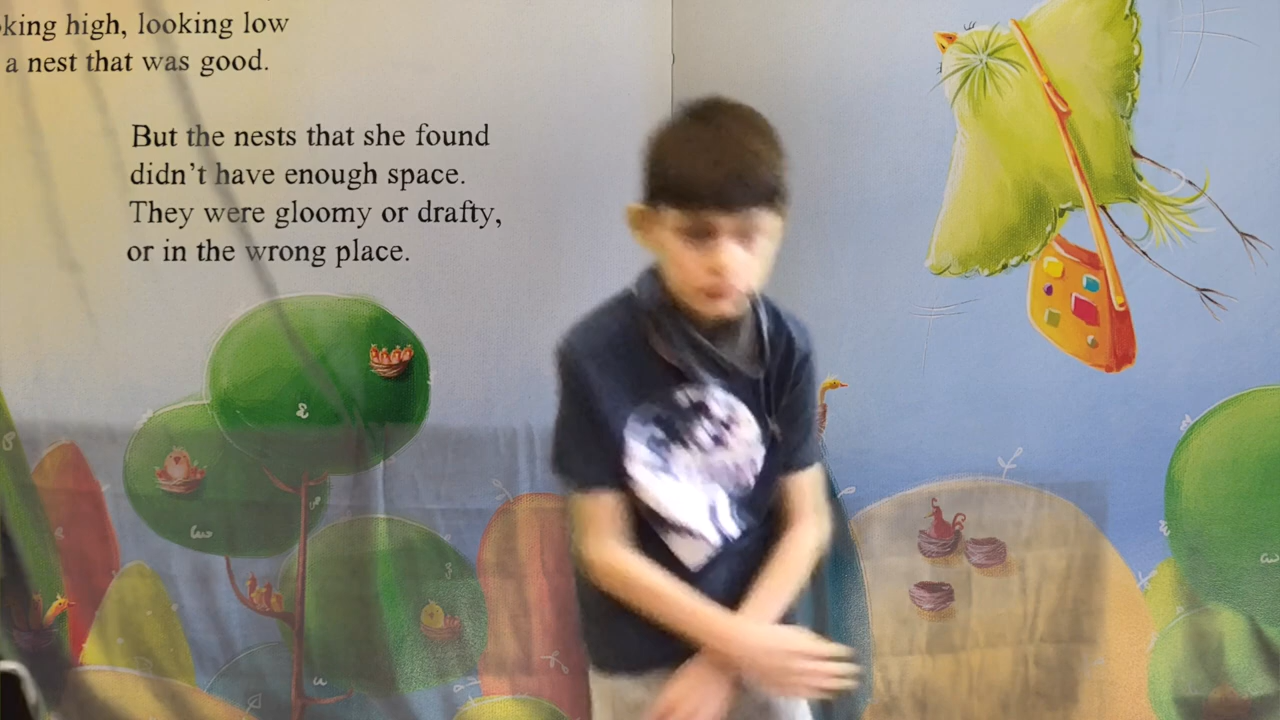 king high, looking low
a nest that was good.
But the nests that she found
didn't have enough space.
They were gloomy or drafty,
or in the wrong place.